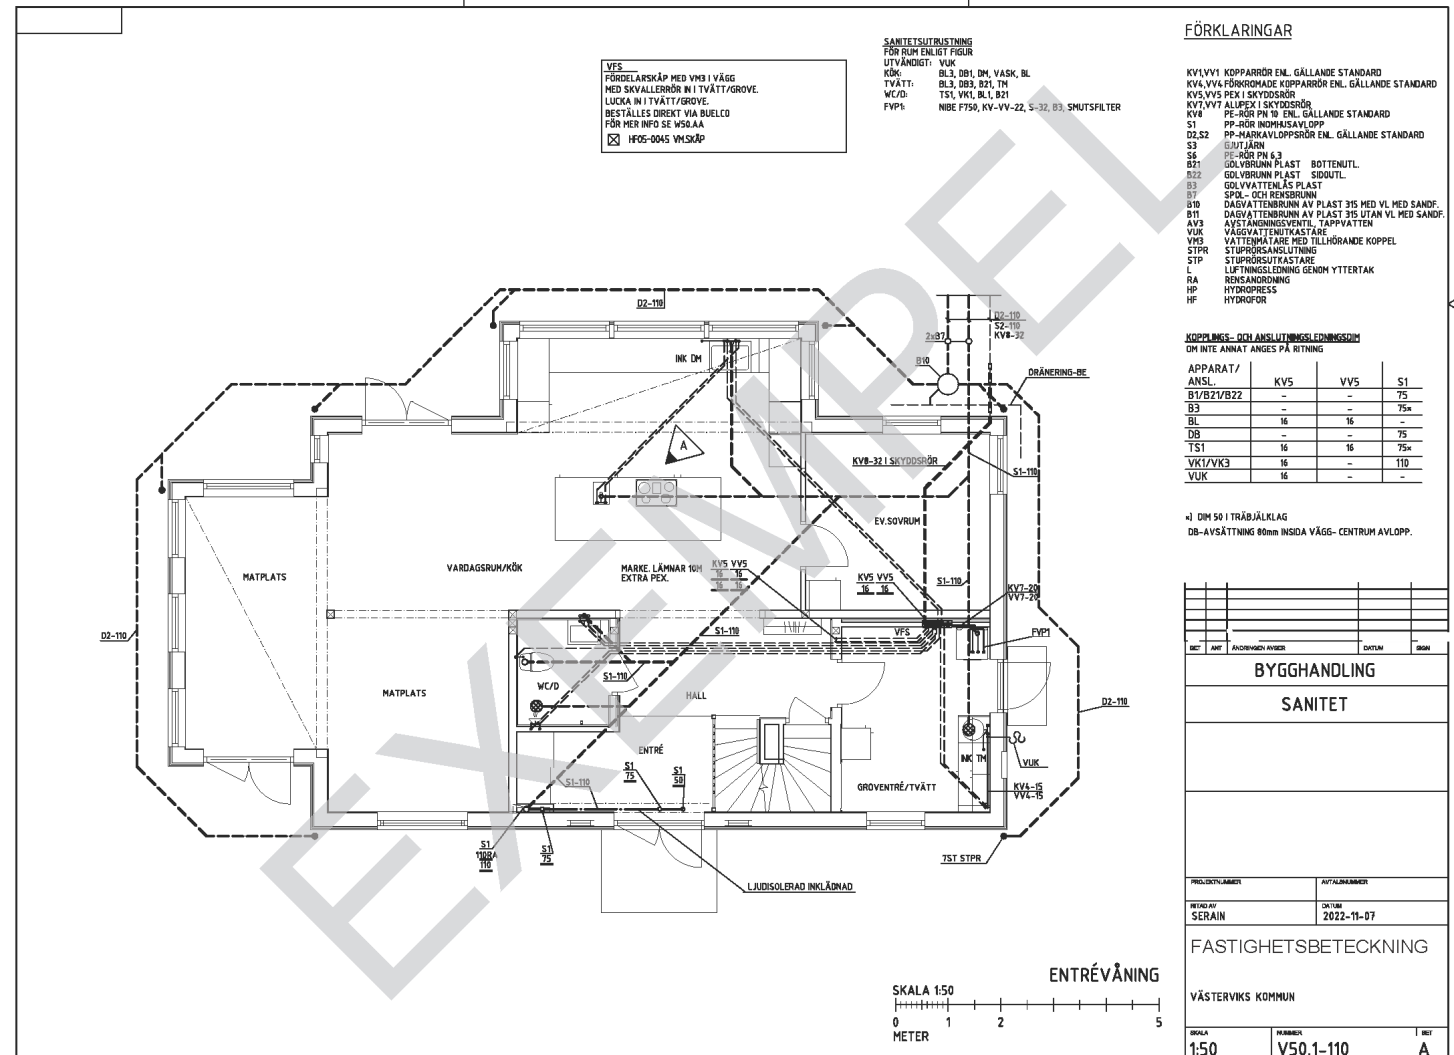 FÖRKLARINGAR
KV1,VV1 KOPPARRÖR ENL. GÄLLANDE STANDARD
KV4,VV4 FÖRKROMADE KOPPARRÖR ENL. GÄLLANDE STANDARD
KV5,VV5 PEX I SKYDDSRÖR
KV7,VV7 ALUPEX I SKYDDSRÖR
KV8 PE-RÖR PN 10 ENL. GÄLLANDE STANDARD
S1 PP-RÖR INOMHUSAVLOPP
D2,S2 PP-MARKAVLOPPSRÖR ENL. GÄLLANDE STANDARD
S3 GJUTJÄRN
S6 PE-RÖR PN 6,3
B21 GOLVBRUNN PLAST BOTTENUTL.
B22 GOLVBRUNN PLAST SIDOUTL.
B3 GOLVVATTENLÅS PLAST
B7 SPOL- OCH RENSBRUNN
B10 DAGVATTENBRUNN AV PLAST 315 MED VL MED SANDF.
B11 DAGVATTENBRUNN AV PLAST 315 UTAN VL MED SANDF.
AV3 AVSTÄNGNINGSVENTIL, TAPPVATTEN
VUK VÄGGVATTENUTKASTARE
VM3 VATTENMÄTARE MED TILLHÖRANDE KOPPEL
STPR STUPRÖRSANSLUTNING
STP STUPRÖRSUTKASTARE
L LUFTNINGSLEDNING GENOM YTTERTAK
RA RENSANORDNING
HP HYDROPRESS
HF HYDROFOR
SANITETSUTRUSTNING
FÖR RUM ENLIGT FIGUR
UTVÄNDIGT: VUK
KÖK: BL3, DB1, DM, VASK, BL
TVÄTT: BL3, DB3, B21, TM
WC/D: TS1, VK1, BL1, B21
FVP1: NIBE F750, KV-VV-22, S-32, B3, SMUTSFILTER
VFS
FÖRDELARSKÅP MED VM3 I VÄGG
MED SKVALLERRÖR IN I TVÄTT/GROVE.
LUCKA IN I TVÄTT/GROVE.
BESTÄLLES DIREKT VIA BUELCO
FÖR MER INFO SE W50.AA
HF05-0045 VM.SKÅP
KOPPLINGS- OCH ANSLUTNINGSLEDNINGSDIM
OM INTE ANNAT ANGES PÅ RITNING
APPARAT/
ANSL. KV5 VV5 S1
B1/B21/B22 - - 75
B3 - - 75*
BL 16 16 -
DB - - 75
TS1 16 16 75*
VK1/VK3 16 - 110
VUK 16 - -
*) DIM 50 I TRÄBJÄLKLAG
DB-AVSÄTTNING 80mm INSIDA VÄGG- CENTRUM AVLOPP.
D2-110
D2-110
S2-110
KV8-32
2xB7
B10
DRÄNERING-BE
INK DM
A
KV8-32 I SKYDDSRÖR
S1-110
EV.SOVRUM
VARDAGSRUM/KÖK
MATPLATS
MARKE. LÄMNAR 10M
EXTRA PEX.
KV5 VV5
16 16
16 16
KV5 VV5
16 16
S1-110
KV7-20
VV7-20
D2-110
S1-110
VFS
FVP1
S1-110
WC/D
MATPLATS
HALL
D2-110
ENTRÉ
S1
75
S1
50
S1-110
INK TM
VUK
KV4-15
VV4-15
GROVENTRÉ/TVÄTT
S1
110RA
110
S1
75
7ST STPR
LJUDISOLERAD INKLÄDNAD
EXEMPEL
ENTRÉVÅNING
SKALA 1:50
0 1 2 5
METER
BET ANT ÄNDRINGEN AVSER DATUM SIGN
BYGGHANDLING
SANITET
PROJEKTNUMMER AVTALSNUMMER
RITAD AV DATUM
SERAIN 2022-11-07
FASTIGHETSBETECKNING
VÄSTERVIKS KOMMUN
SKALA NUMMER BET
1:50 V50.1-110 A